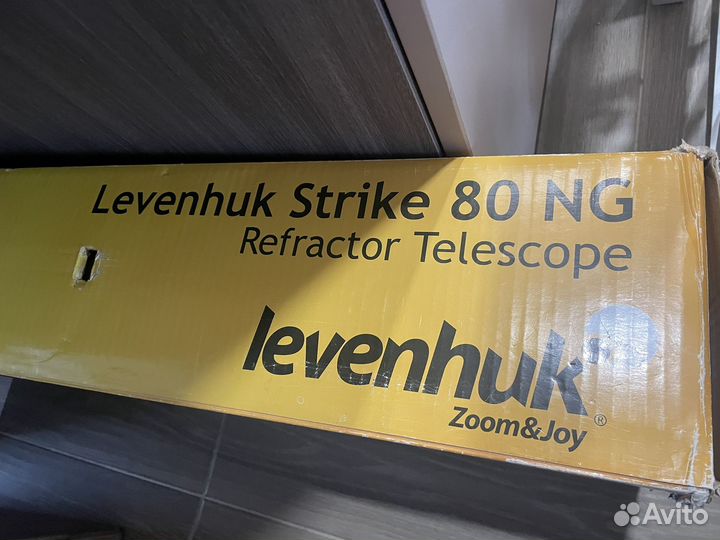 Levenhuk Strike 80 NG
Refractor Telescope
levenhuk®
Zoom&Joy
Avito